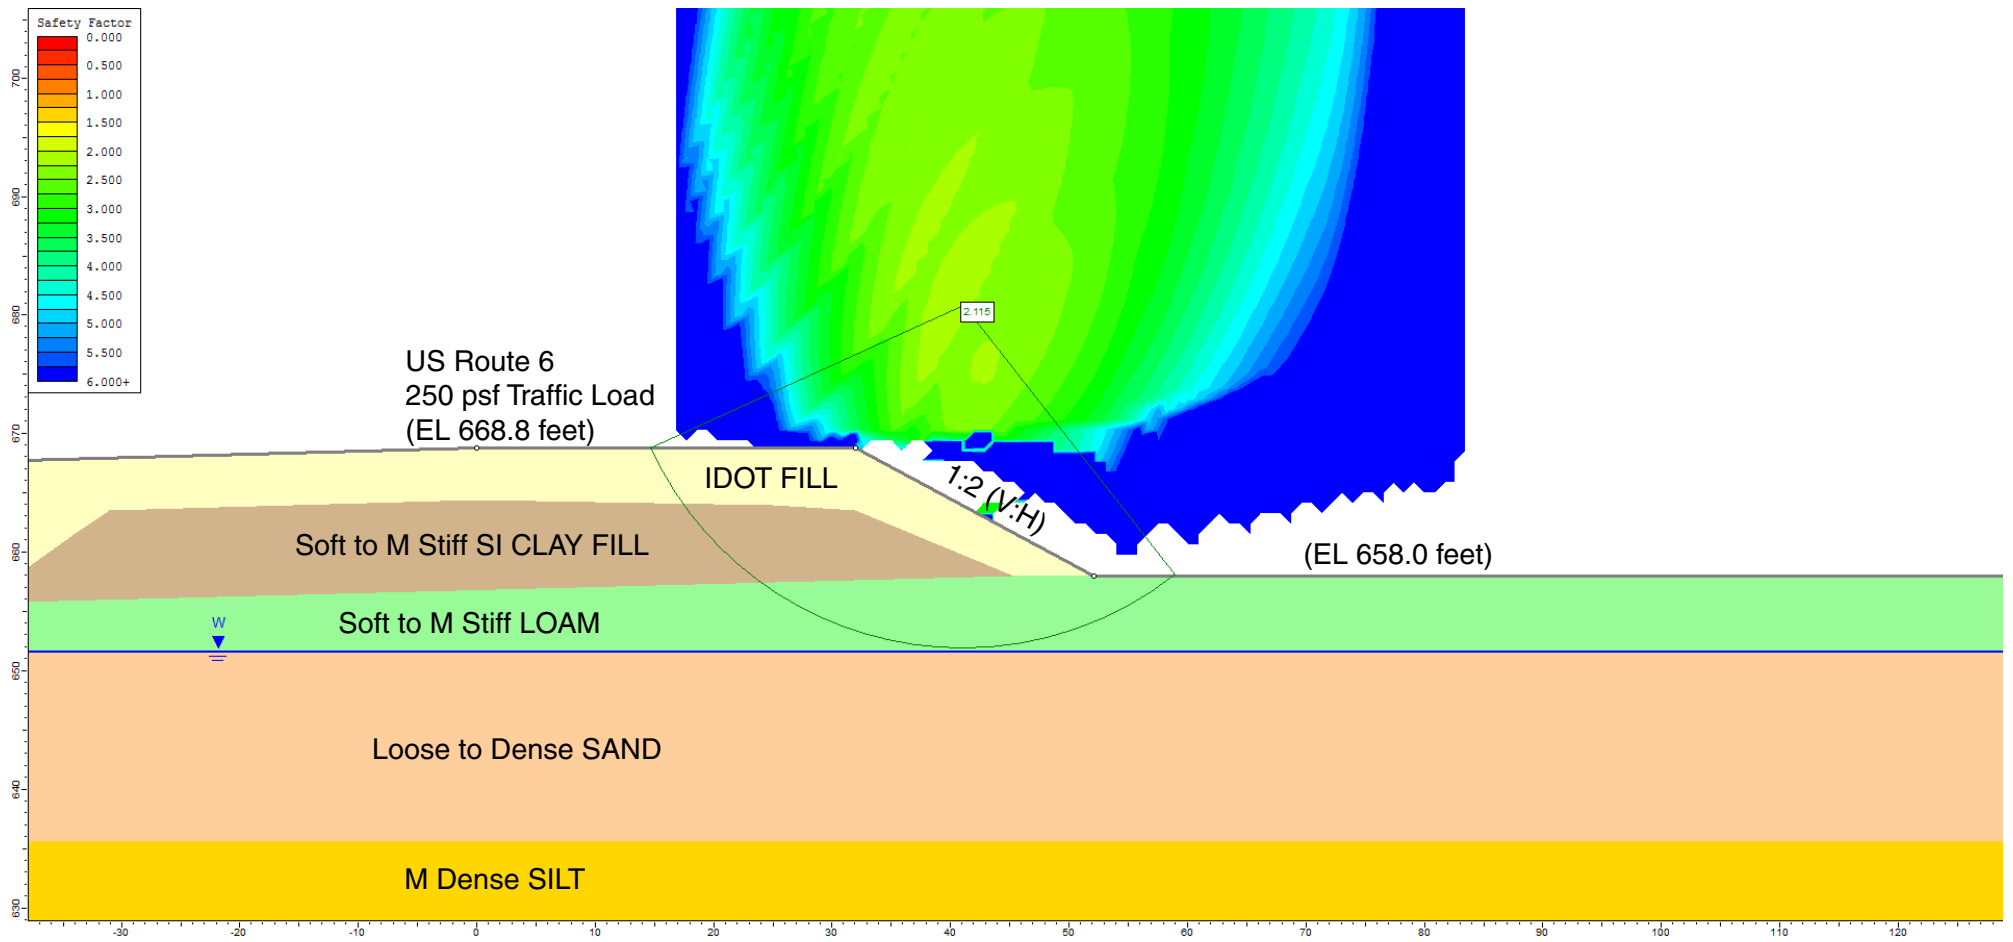 Safety Factor
0.000
0.500
1.000
1.500
2.000
2.500
3.000
3.500
4.000
4.500
5.000
5.500
6.000+
700
690
680
670
660
650
640
630
2.115
US Route 6
250 psf Traffic Load
(EL 668.8 feet)
IDOT FILL
1:2 (V:H)
Soft to M Stiff SI CLAY FILL
(EL 658.0 feet)
Soft to M Stiff LOAM
W
Loose to Dense SAND
M Dense SILT
-30 -20 -10 0 10 20 30 40 50 60 70 80 90 100 110 120